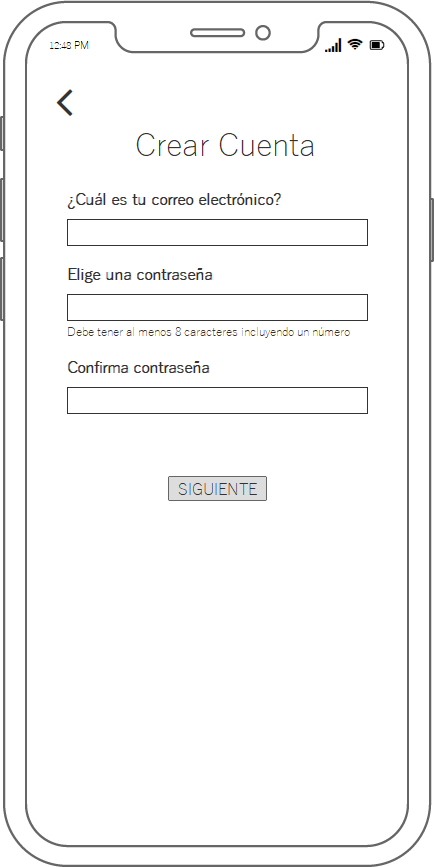 12:48 PM
Crear Cuenta
¿Cuál es tu correo electrónico?
Elige una contraseña
Debe tener al menos 8 caracteres incluyendo un número
Confirma contraseña
SIGUIENTE